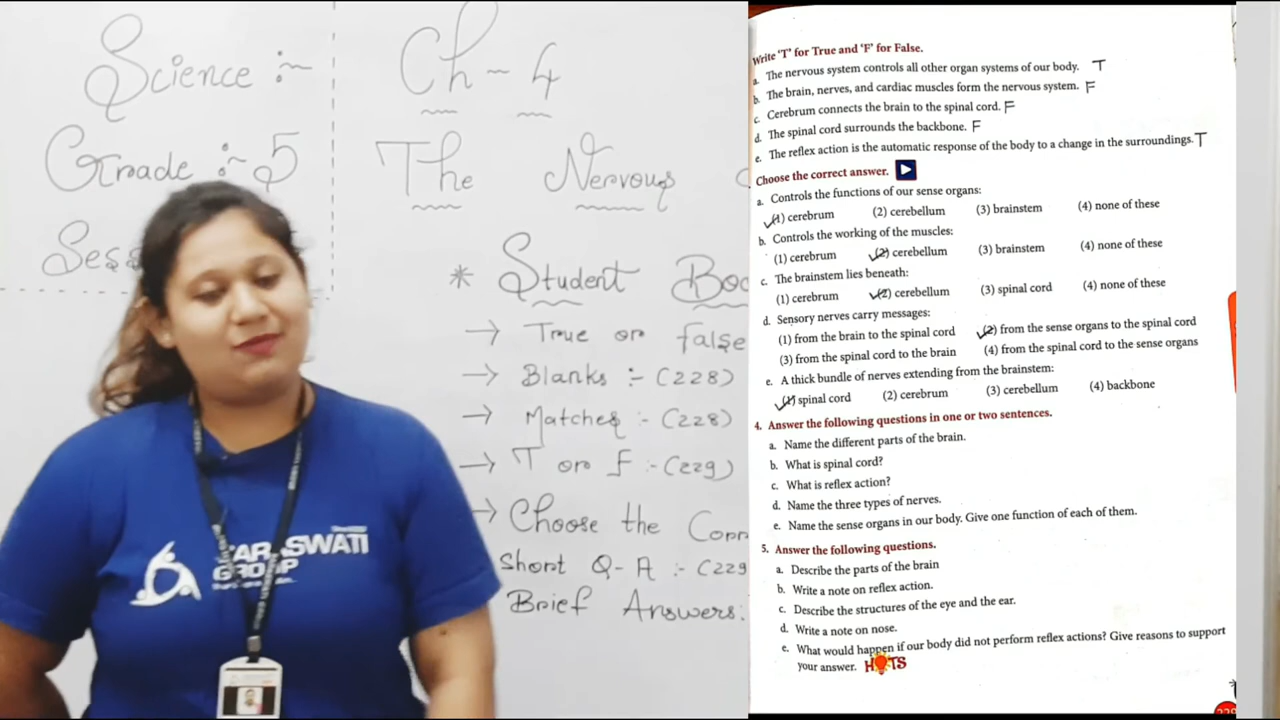 Science :~
Grade :~ 5
Sess
Ch - 4
The Nervous
* Student Boo
→ True or false
→ Blanks :- (228)
→ Matches :- (228)
→ T or F :- (229)
→ Choose the Corr
Short Q-A :- (229
Brief Answers:
SARASWATI
GROUP
Write 'T' for True and 'F' for False.
a. The nervous system controls all other organ systems of our body. T
b. The brain, nerves, and cardiac muscles form the nervous system. F
c. Cerebrum connects the brain to the spinal cord. F
d. The spinal cord surrounds the backbone. F
e. The reflex action is the automatic response of the body to a change in the surroundings. T
Choose the correct answer.
a. Controls the functions of our sense organs:
(1) cerebrum (2) cerebellum (3) brainstem (4) none of these
b. Controls the working of the muscles:
(1) cerebrum (2) cerebellum (3) brainstem (4) none of these
c. The brainstem lies beneath:
(1) cerebrum (2) cerebellum (3) spinal cord (4) none of these
d. Sensory nerves carry messages:
(1) from the brain to the spinal cord (2) from the sense organs to the spinal cord
(3) from the spinal cord to the brain (4) from the spinal cord to the sense organs
e. A thick bundle of nerves extending from the brainstem:
(1) spinal cord (2) cerebrum (3) cerebellum (4) backbone
4. Answer the following questions in one or two sentences.
a. Name the different parts of the brain.
b. What is spinal cord?
c. What is reflex action?
d. Name the three types of nerves.
e. Name the sense organs in our body. Give one function of each of them.
5. Answer the following questions.
a. Describe the parts of the brain
b. Write a note on reflex action.
c. Describe the structures of the eye and the ear.
d. Write a note on nose.
e. What would happen if our body did not perform reflex actions? Give reasons to support
your answer. HOTS